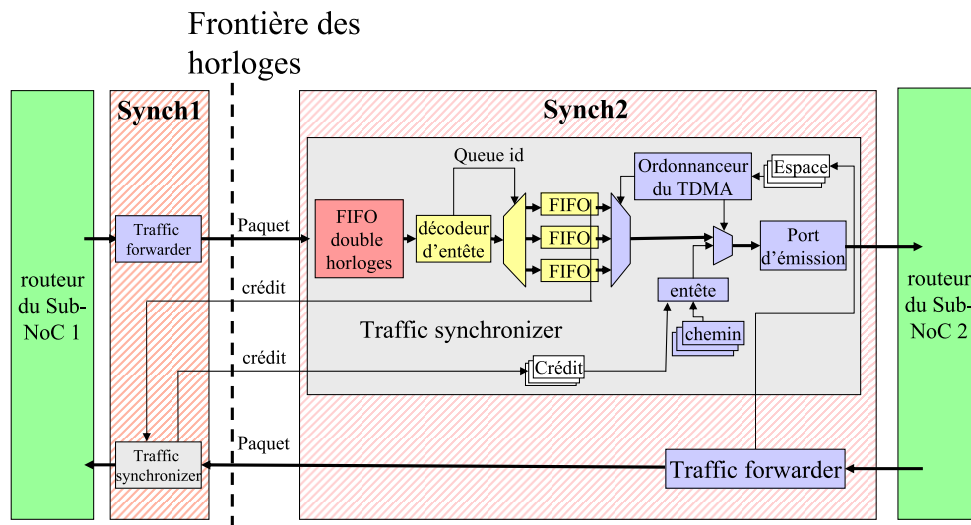 Frontière des
horloges
Synch1
Synch2
Queue id
Ordonnanceur
du TDMA
Espace
FIFO
FIFO
FIFO
FIFO
double
horloges
décodeur
d'entête
Traffic
forwarder
Paquet
Port
d'émission
routeur
du Sub-
NoC 1
routeur
du Sub-
NoC 2
crédit
entête
Traffic synchronizer
chemin
crédit
Crédit
Paquet
Traffic
synchronizer
Traffic forwarder